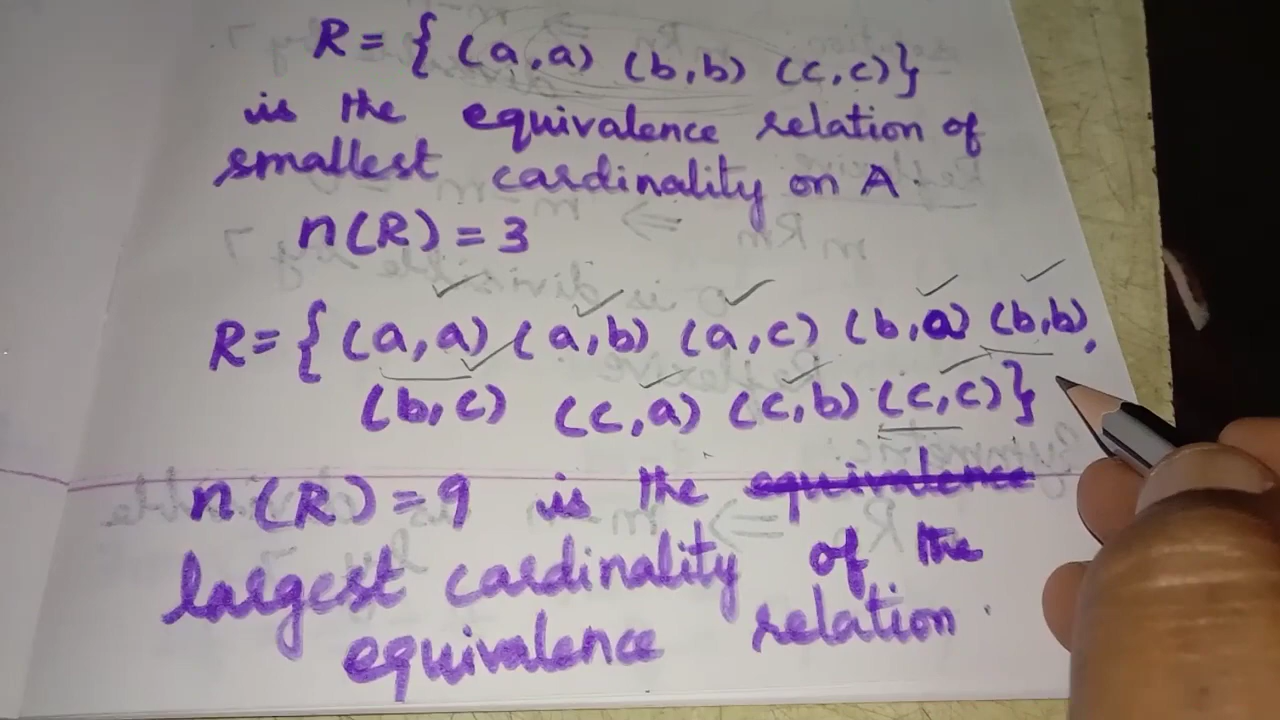 R = { (a,a) (b,b) (c,c)}
is the equivalence relation of
smallest cardinality on A.
n(R) = 3
R = { (a,a) (a,b) (a,c) (b,a) (b,b),
(b,c) (c,a) (c,b) (c,c)}
n(R) = 9 is the equivalence
largest cardinality of the
equivalence relation.